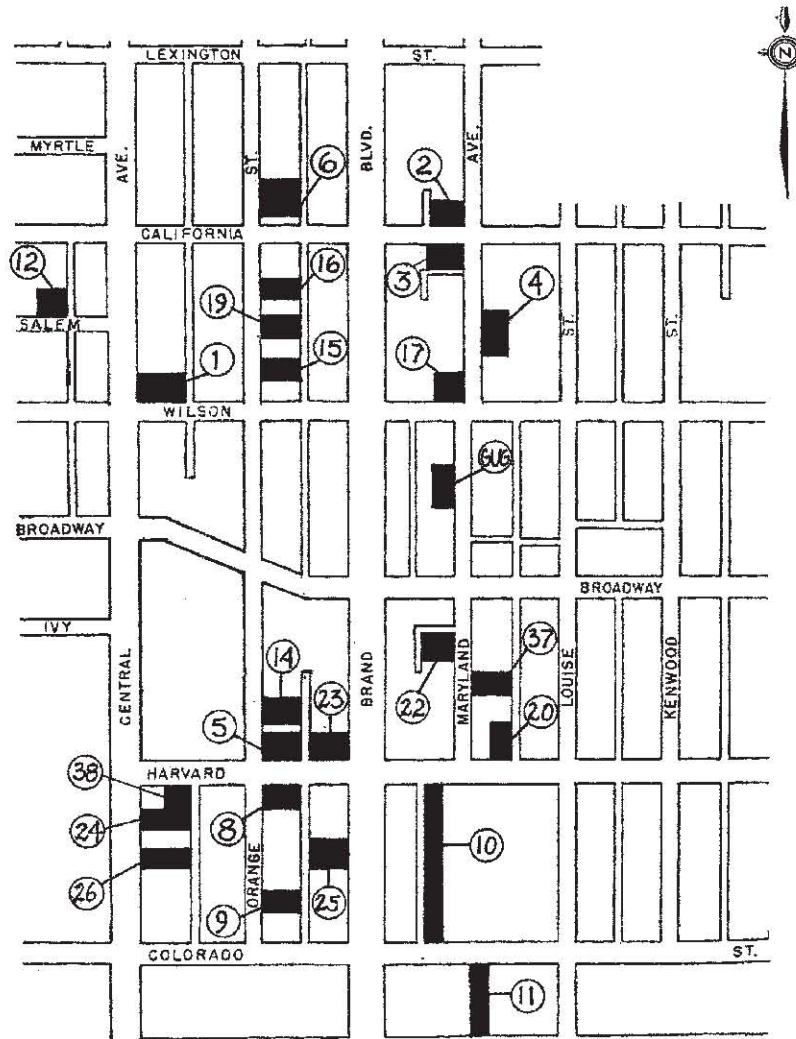 LEXINGTON ST.
N
MYRTLE
AVE.
ST.
BLVD.
AVE.
6
2
CALIFORNIA
12
16
3
4
SALEM
19
ST.
ST.
1
15
17
WILSON
GUG
BROADWAY
BROADWAY
IVY
CENTRAL
14
BRAND
MARYLAND
37
LOUISE
KENWOOD
5
23
22
20
HARVARD
38
24
8
10
26
ORANGE
9
25
COLORADO ST.
11